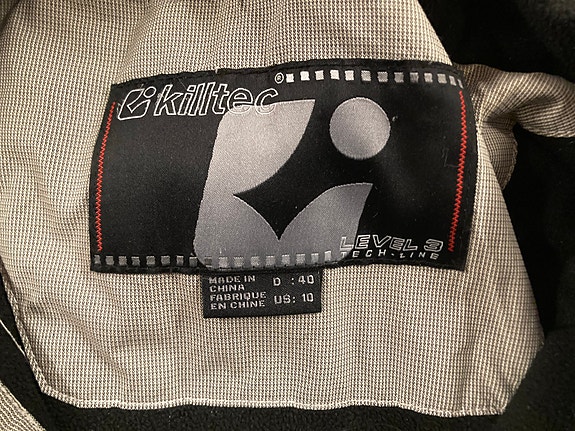 © killtec
LEVEL 3
TECH-LINE
MADE IN CHINA D :40
FABRIQUE EN CHINE US: 10